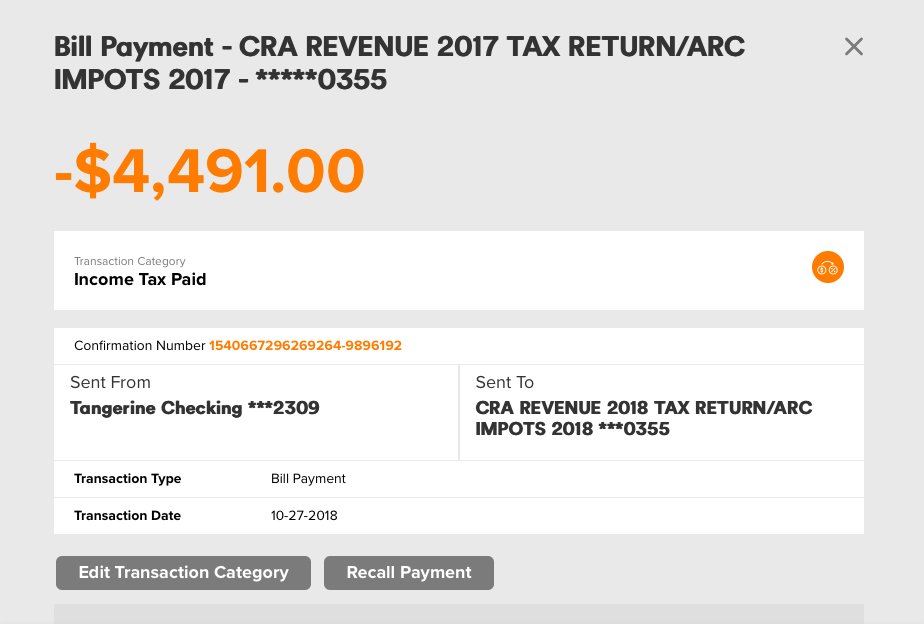 Bill Payment - CRA REVENUE 2017 TAX RETURN/ARC
IMPOTS 2017 - *****0355
-$4,491.00
Transaction Category
Income Tax Paid
Confirmation Number 1540667296269264-9896192
Sent From
Tangerine Checking ***2309
Sent To
CRA REVENUE 2018 TAX RETURN/ARC
IMPOTS 2018 ***0355
Transaction Type Bill Payment
Transaction Date 10-27-2018
Edit Transaction Category
Recall Payment